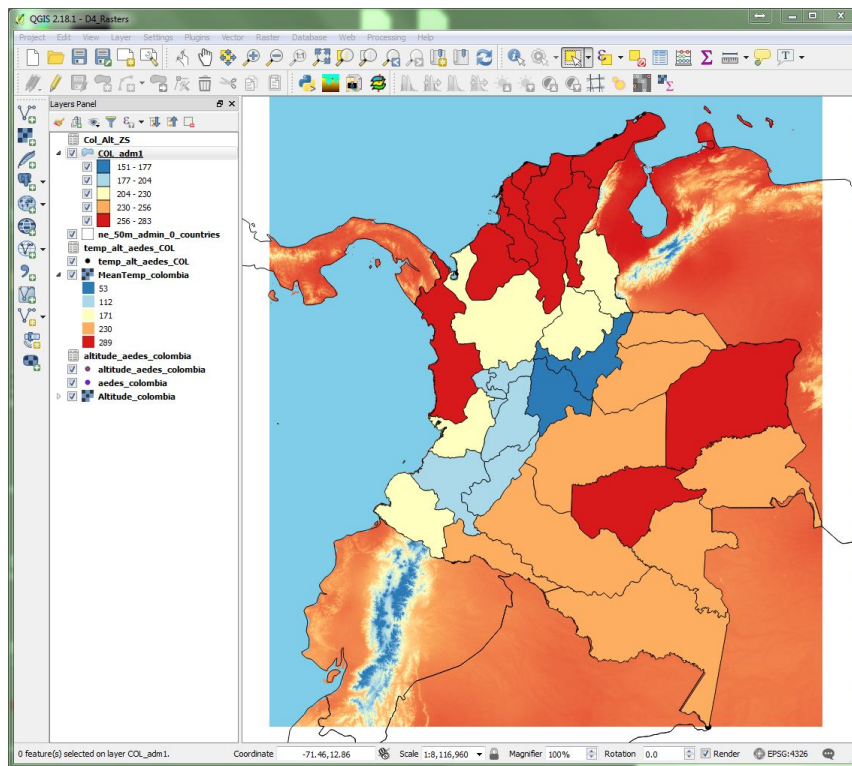 QGIS 2.18.1 - D4_Rasters
Project Edit View Layer Settings Plugins Vector Raster Database Web Processing Help
Layers Panel
Col_Alt_ZS
COL_adm1
151 - 177
177 - 204
204 - 230
230 - 256
256 - 283
ne_50m_admin_0_countries
temp_alt_aedes_COL
temp_alt_aedes_COL
MeanTemp_colombia
53
112
171
230
289
altitude_aedes_colombia
altitude_aedes_colombia
aedes_colombia
Altitude_colombia
0 feature(s) selected on layer COL_adm1. Coordinate -71.46,12.86 Scale 1:8,116,960 Magnifier 100% Rotation 0.0 Render EPSG:4326